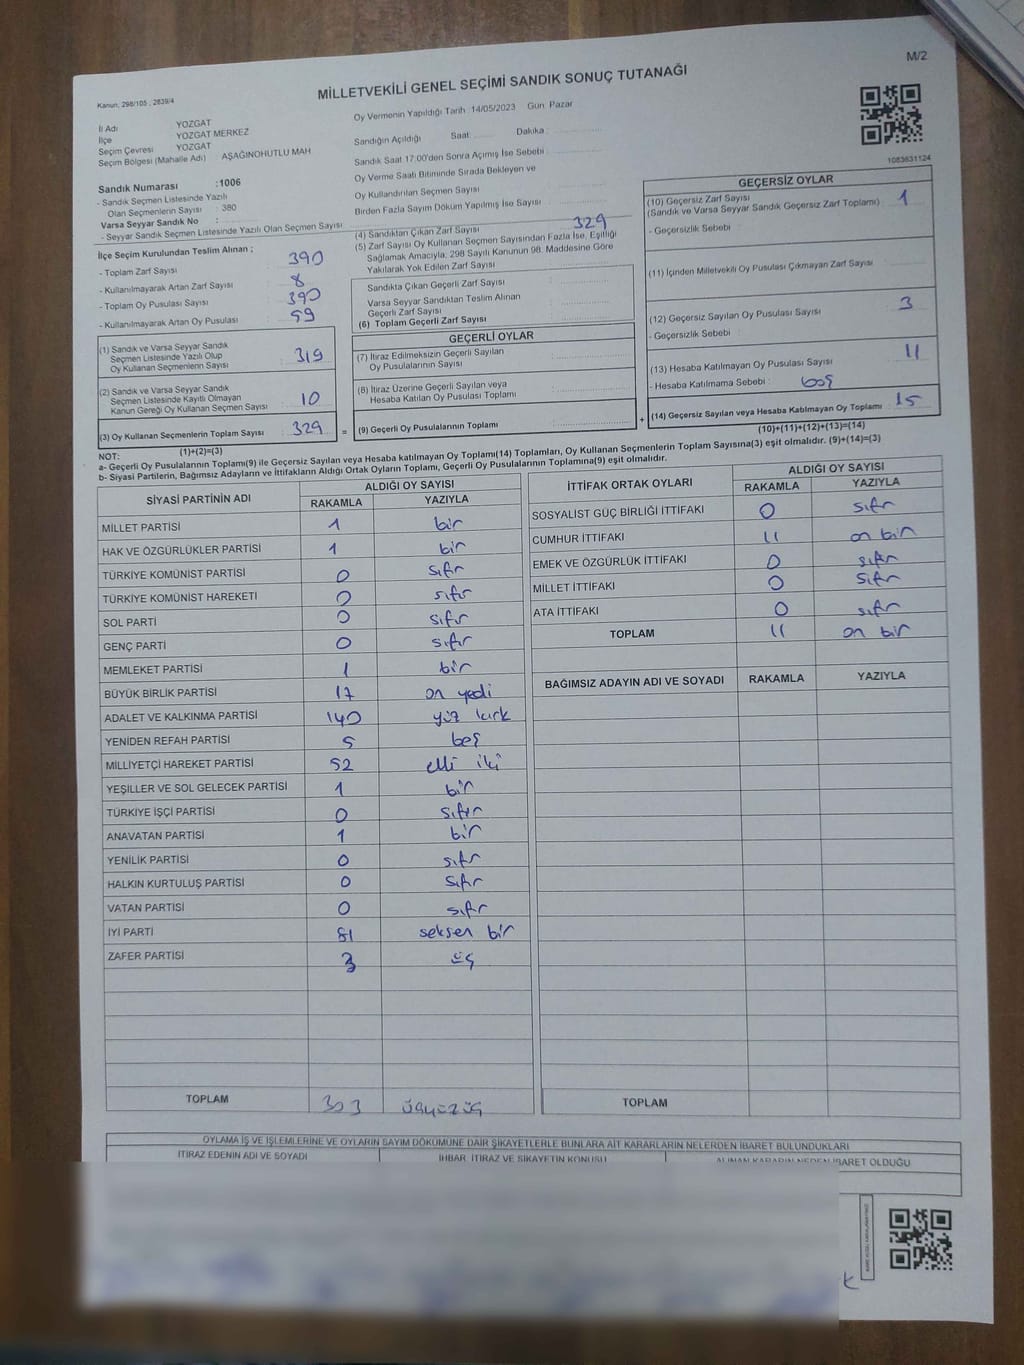 M/2
Kanun; 298/105 ; 2839/4
MİLLETVEKİLİ GENEL SEÇİMİ SANDIK SONUÇ TUTANAĞI
İl Adı YOZGAT
İlçe YOZGAT MERKEZ
Seçim Çevresi YOZGAT
Seçim Bölgesi (Mahalle Adı) AŞAĞINOHUTLU MAH
Sandık Numarası :1006
- Sandık Seçmen Listesinde Yazılı
Olan Seçmenlerin Sayısı : 380
Varsa Seyyar Sandık No :
- Seyyar Sandık Seçmen Listesinde Yazılı Olan Seçmen Sayısı
Oy Vermenin Yapıldığı Tarih :14/05/2023 Gün Pazar
Sandığın Açıldığı Saat: Dakika:
Sandık Saat 17:00'den Sonra Açımış İse Sebebi :
Oy Verme Saati Bitiminde Sırada Bekleyen ve
Oy Kullandırılan Seçmen Sayısı
Birden Fazla Sayım Döküm Yapılmış İse Sayısı :
1083631124
İlçe Seçim Kurulundan Teslim Alınan ;
- Toplam Zarf Sayısı : 390
- Kullanılmayarak Artan Zarf Sayısı : 8
- Toplam Oy Pusulası Sayısı : 390
- Kullanılmayarak Artan Oy Pusulası : 59
(1) Sandık ve Varsa Seyyar Sandık
Seçmen Listesinde Yazılı Olup
Oy Kullanan Seçmenlerin Sayısı : 319
(2) Sandık ve Varsa Seyyar Sandık
Seçmen Listesinde Kayıtlı Olmayan
Kanun Gereği Oy Kullanan Seçmen Sayısı : 10
(3) Oy Kullanan Seçmenlerin Toplam Sayısı : 329
(1)+(2)=(3)
(4) Sandıktan Çıkan Zarf Sayısı : 329
(5) Zarf Sayısı Oy Kullanan Seçmen Sayısından Fazla İse, Eşitliği
Sağlamak Amacıyla, 298 Sayılı Kanunun 98. Maddesine Göre
Yakılarak Yok Edilen Zarf Sayısı
Sandıkta Çıkan Geçerli Zarf Sayısı
Varsa Seyyar Sandıktan Teslim Alınan
Geçerli Zarf Sayısı
(6) Toplam Geçerli Zarf Sayısı
GEÇERLİ OYLAR
(7) İtiraz Edilmeksizin Geçerli Sayılan
Oy Pusulalarının Sayısı
(8) İtiraz Üzerine Geçerli Sayılan veya
Hesaba Katılan Oy Pusulası Toplamı
= (9) Geçerli Oy Pusulalarının Toplamı
GEÇERSİZ OYLAR
(10) Geçersiz Zarf Sayısı
(Sandık ve Varsa Seyyar Sandık Geçersiz Zarf Toplamı) : 1
- Geçersizlik Sebebi :
(11) İçinden Milletvekili Oy Pusulası Çıkmayan Zarf Sayısı :
(12) Geçersiz Sayılan Oy Pusulası Sayısı : 3
- Geçersizlik Sebebi :
(13) Hesaba Katılmayan Oy Pusulası Sayısı : 11
- Hesaba Katılmama Sebebi : boş
+ (14) Geçersiz Sayılan veya Hesaba Katılmayan Oy Toplamı : 15
(10)+(11)+(12)+(13)=(14)
NOT:
a- Geçerli Oy Pusulalarının Toplamı(9) ile Geçersiz Sayılan veya Hesaba katılmayan Oy Toplamı(14) Toplamları, Oy Kullanan Seçmenlerin Toplam Sayısına(3) eşit olmalıdır. (9)+(14)=(3)
b- Siyasi Partilerin, Bağımsız Adayların ve İttifakların Aldığı Ortak Oyların Toplamı, Geçerli Oy Pusulalarının Toplamına(9) eşit olmalıdır.
SİYASİ PARTİNİN ADI ALDIĞI OY SAYISI
RAKAMLA YAZIYLA
MİLLET PARTİSİ 1 bir
HAK VE ÖZGÜRLÜKLER PARTİSİ 1 bir
TÜRKİYE KOMÜNİST PARTİSİ 0 sıfır
TÜRKİYE KOMÜNİST HAREKETİ 0 sıfır
SOL PARTİ 0 sıfır
GENÇ PARTİ 0 sıfır
MEMLEKET PARTİSİ 1 bir
BÜYÜK BİRLİK PARTİSİ 17 on yedi
ADALET VE KALKINMA PARTİSİ 140 yüz kırk
YENİDEN REFAH PARTİSİ 5 beş
MİLLİYETÇİ HAREKET PARTİSİ 52 elli iki
YEŞİLLER VE SOL GELECEK PARTİSİ 1 bir
TÜRKİYE İŞÇİ PARTİSİ 0 sıfır
ANAVATAN PARTİSİ 1 bir
YENİLİK PARTİSİ 0 sıfır
HALKIN KURTULUŞ PARTİSİ 0 sıfır
VATAN PARTİSİ 0 sıfır
İYİ PARTİ 81 seksen bir
ZAFER PARTİSİ 3 üç
TOPLAM 303 üçyüzüç
İTTİFAK ORTAK OYLARI ALDIĞI OY SAYISI
RAKAMLA YAZIYLA
SOSYALİST GÜÇ BİRLİĞİ İTTİFAKI 0 sıfır
CUMHUR İTTİFAKI 11 on bir
EMEK VE ÖZGÜRLÜK İTTİFAKI 0 sıfır
MİLLET İTTİFAKI 0 sıfır
ATA İTTİFAKI 0 sıfır
TOPLAM 11 on bir
BAĞIMSIZ ADAYIN ADI VE SOYADI RAKAMLA YAZIYLA
TOPLAM
OYLAMA İŞ VE İŞLEMLERİNE VE OYLARIN SAYIM DÖKÜMÜNE DAİR ŞİKAYETLERLE BUNLARA AİT KARARLARIN NELERDEN İBARET BULUNDUKLARI
İTİRAZ EDENİN ADI VE SOYADI İHBAR, İTİRAZ VE ŞİKAYETİN KONUSU ALINAN KARARIN NEDEN İBARET OLDUĞU